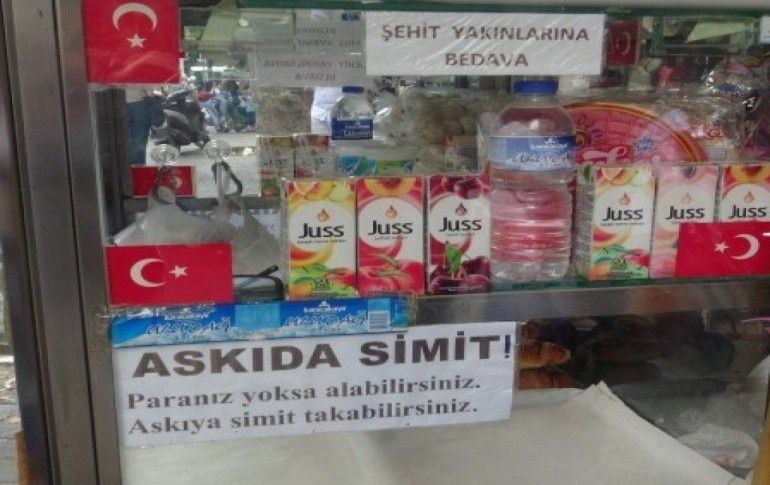 ŞEHİT YAKINLARINA
BEDAVA
Juss
Juss
Juss
Juss
Juss
Juss
ASKIDA SİMİT!
Paranız yoksa alabilirsiniz.
Askıya simit takabilirsiniz.